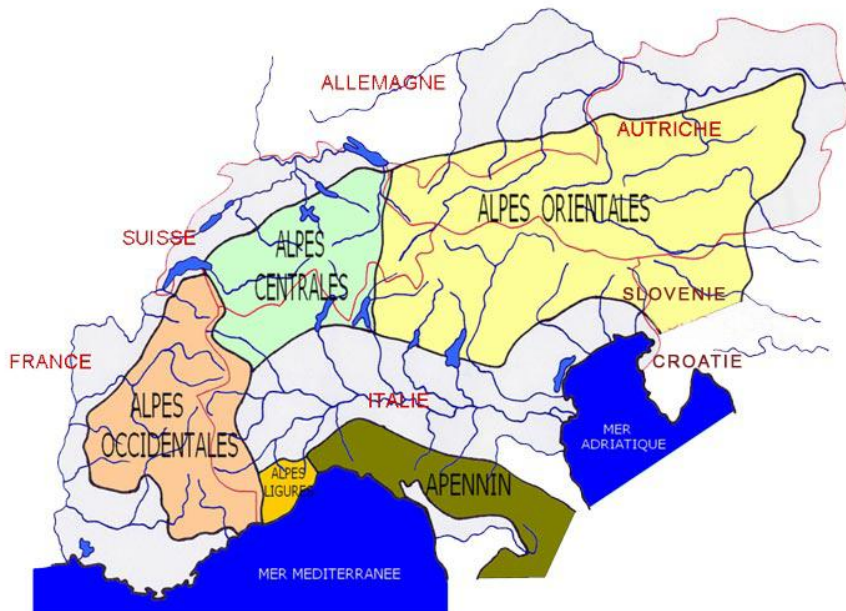 ALLEMAGNE
AUTRICHE
ALPES ORIENTALES
SUISSE
ALPES
CENTRALES
SLOVENIE
FRANCE
CROATIE
ITALIE
ALPES
OCCIDÉNTALES
MER
ADRIATIQUE
ALPES
LIGURES
APENNIN
MER MEDITERRANEE